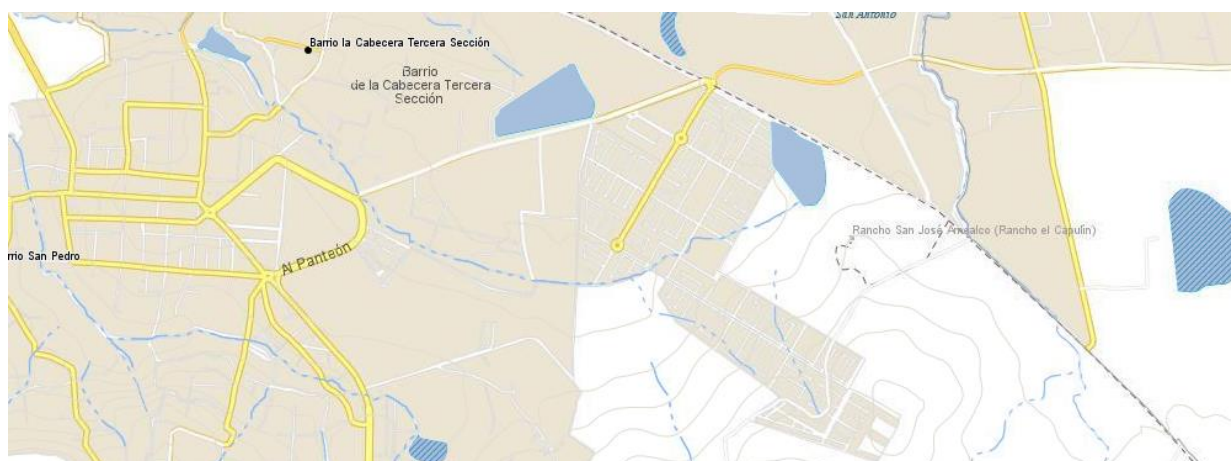 San Antonio
Barrio la Cabecera Tercera Sección
Barrio
de la Cabecera Tercera
Sección
Rancho San José Amealco (Rancho el Capulín)
rrio San Pedro
Al Panteón